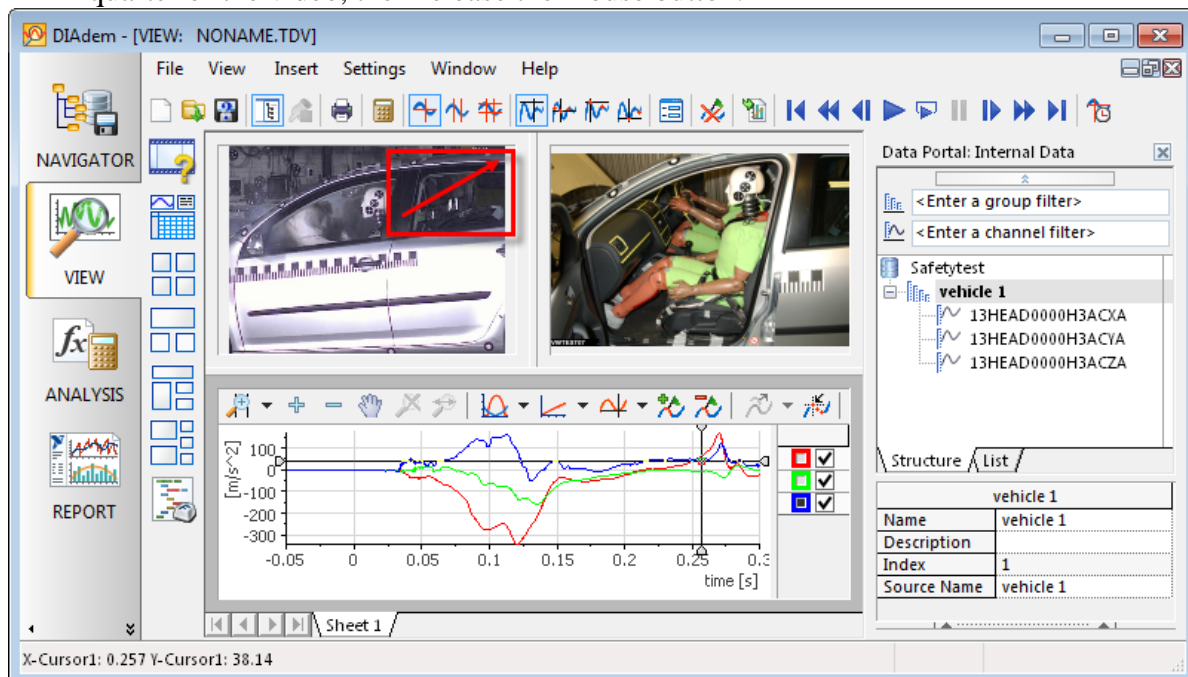 DIAdem - [VIEW: NONAME.TDV]
File View Insert Settings Window Help
NAVIGATOR
VIEW
ANALYSIS
REPORT
Data Portal: Internal Data
<Enter a group filter>
<Enter a channel filter>
Safetytest
vehicle 1
13HEAD0000H3ACXA
13HEAD0000H3ACYA
13HEAD0000H3ACZA
Structure List
vehicle 1
Name vehicle 1
Description
Index 1
Source Name vehicle 1
[m/s^2]
100
0
-100
-200
-300
-0.05 0 0.05 0.1 0.15 0.2 0.25
time [s]
Sheet 1
X-Cursor1: 0.257 Y-Cursor1: 38.14